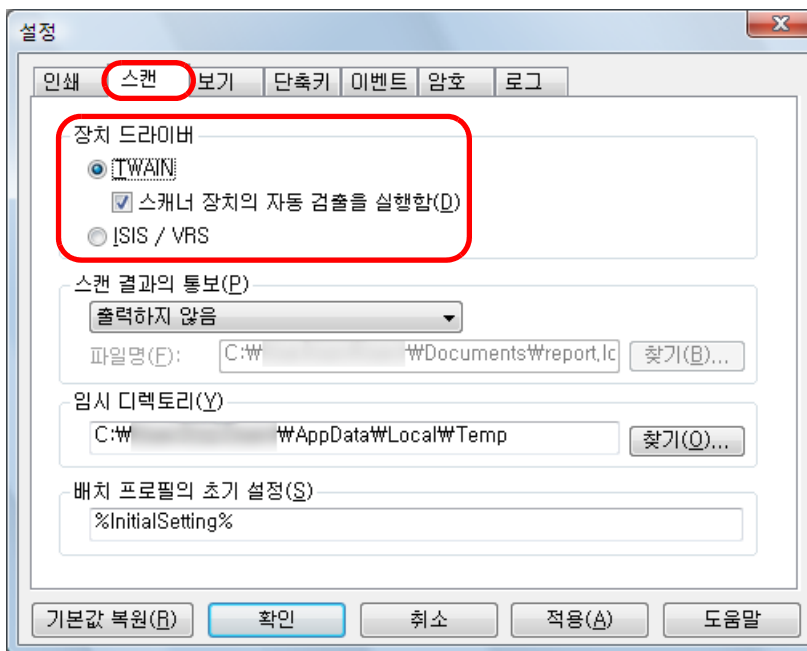 설정
인쇄 스캔 보기 단축키 이벤트 암호 로그
장치 드라이버
TWAIN
스캐너 장치의 자동 검출을 실행함(D)
ISIS / VRS
스캔 결과의 통보(P)
출력하지 않음
파일명(F): C:₩ ₩Documents₩report.lc 찾기(B)...
임시 디렉토리(Y)
C:₩ ₩AppData₩Local₩Temp 찾기(O)...
배치 프로필의 초기 설정(S)
%InitialSetting%
기본값 복원(R) 확인 취소 적용(A) 도움말